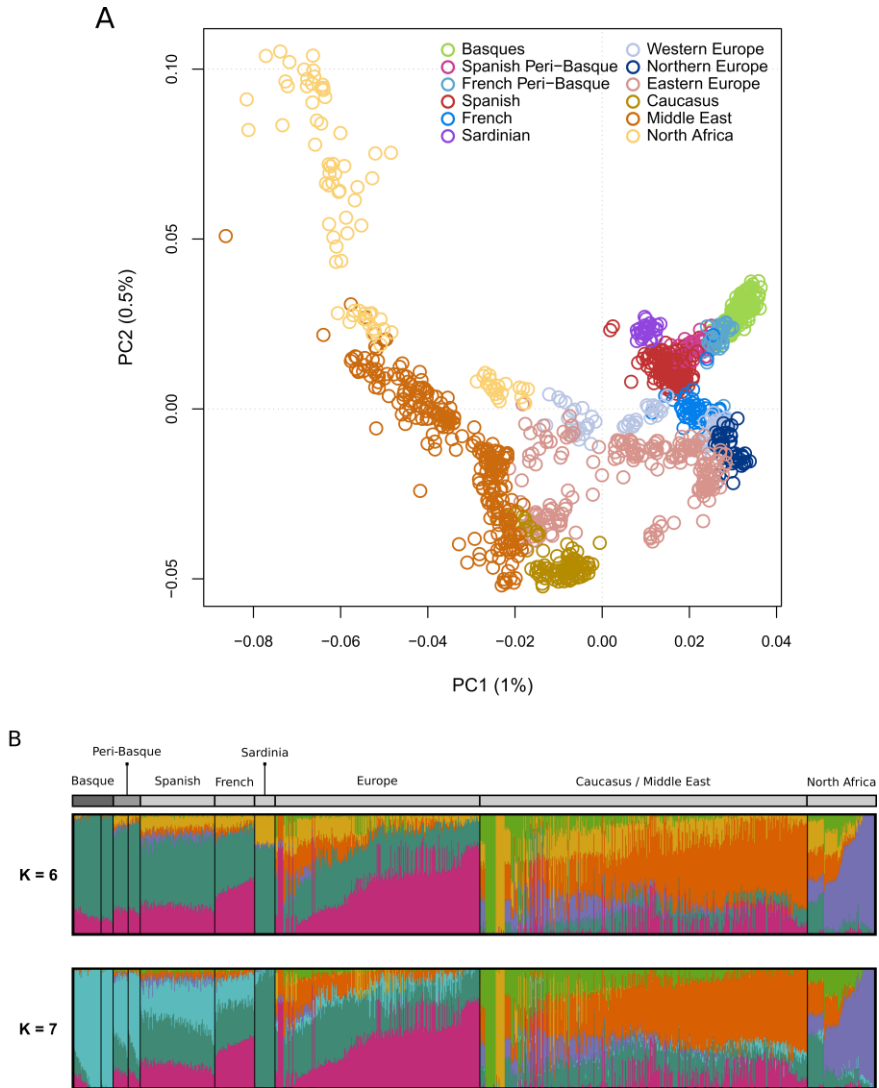 A
Basques
Spanish Peri−Basque
French Peri−Basque
Spanish
French
Sardinian
Western Europe
Northern Europe
Eastern Europe
Caucasus
Middle East
North Africa
0.10
0.05
0.00
−0.05
PC2 (0.5%)
−0.08 −0.06 −0.04 −0.02 0.00 0.02 0.04
PC1 (1%)
B
Peri-Basque Sardinia
Basque Spanish French Europe Caucasus / Middle East North Africa
K = 6
K = 7